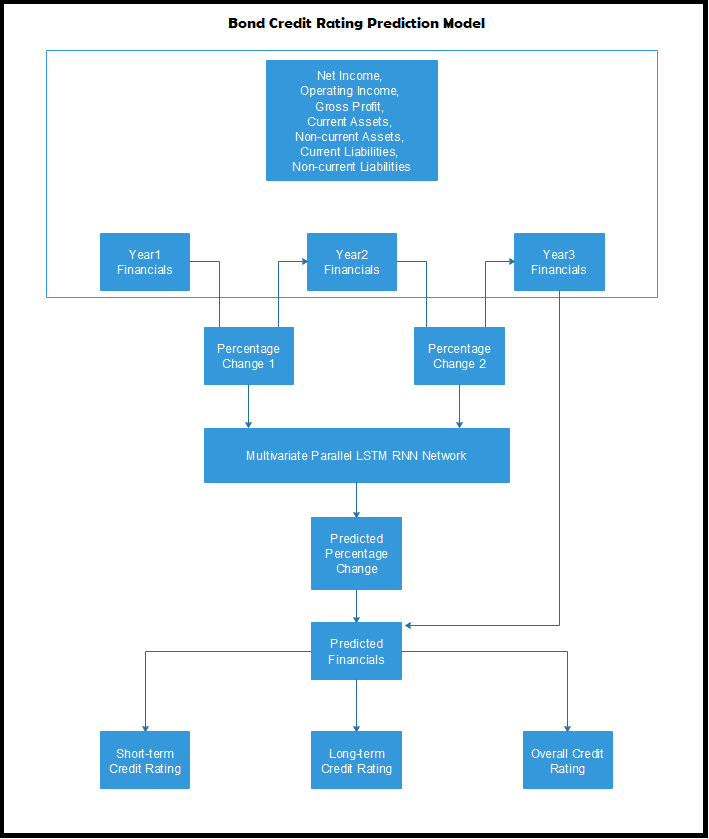 Bond Credit Rating Prediction Model
Net Income,
Operating Income,
Gross Profit,
Current Assets,
Non-current Assets,
Current Liabilities,
Non-current Liabilities
Year1
Financials
Year2
Financials
Year3
Financials
Percentage
Change 1
Percentage
Change 2
Multivariate Parallel LSTM RNN Network
Predicted
Percentage
Change
Predicted
Financials
Short-term
Credit Rating
Long-term
Credit Rating
Overall Credit
Rating